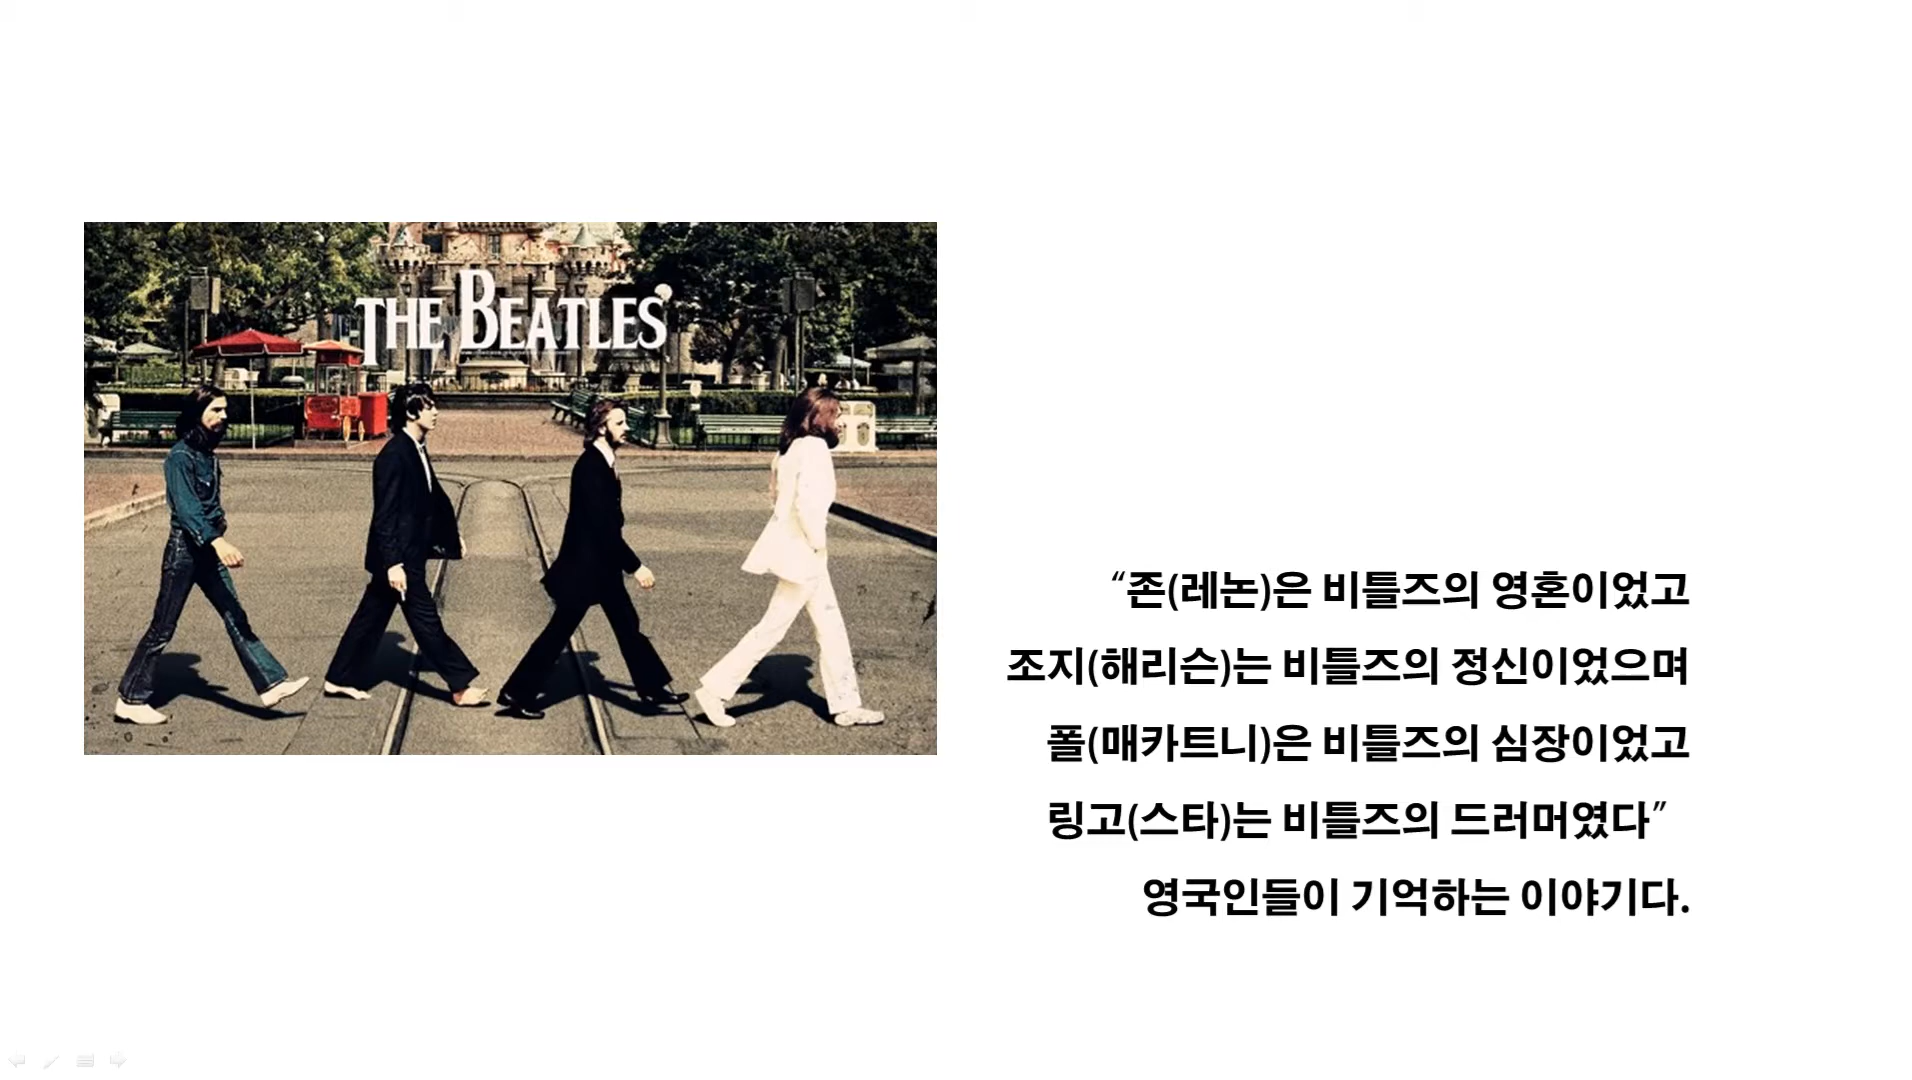 THE BEATLES
“존(레논)은 비틀즈의 영혼이었고
조지(해리슨)는 비틀즈의 정신이었으며
폴(매카트니)은 비틀즈의 심장이었고
링고(스타)는 비틀즈의 드러머였다”
영국인들이 기억하는 이야기다.